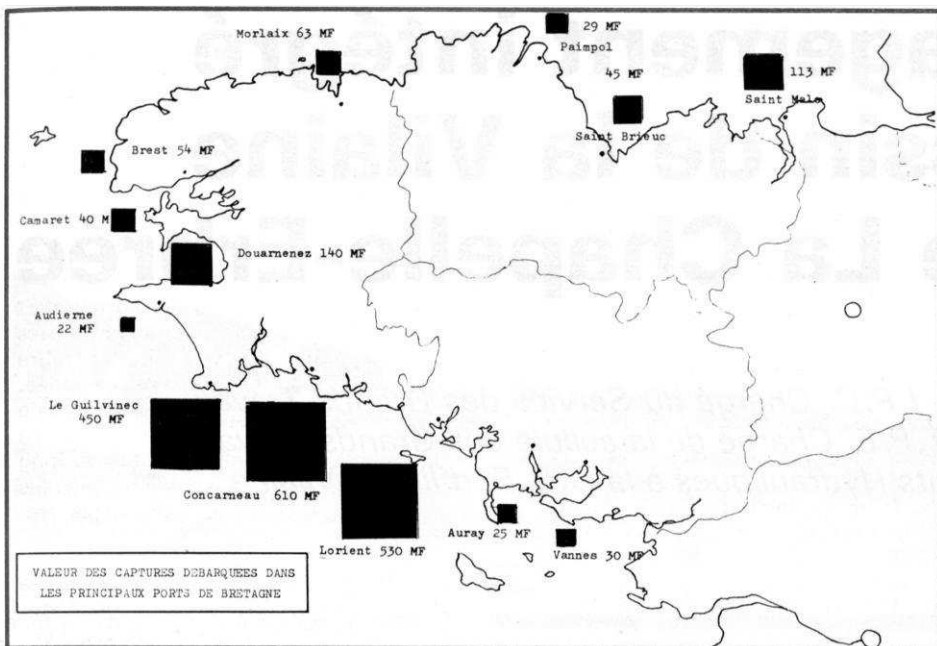 Morlaix 63 MF
29 MF
Paimpol
45 MF
Saint Brieuc
113 MF
Saint Malo
Brest 54 MF
Camaret 40 M
Douarnenez 140 MF
Audierne
22 MF
Le Guilvinec
450 MF
Concarneau 610 MF
Lorient 530 MF
Auray 25 MF
Vannes 30 MF
VALEUR DES CAPTURES DEBARQUEES DANS
LES PRINCIPAUX PORTS DE BRETAGNE